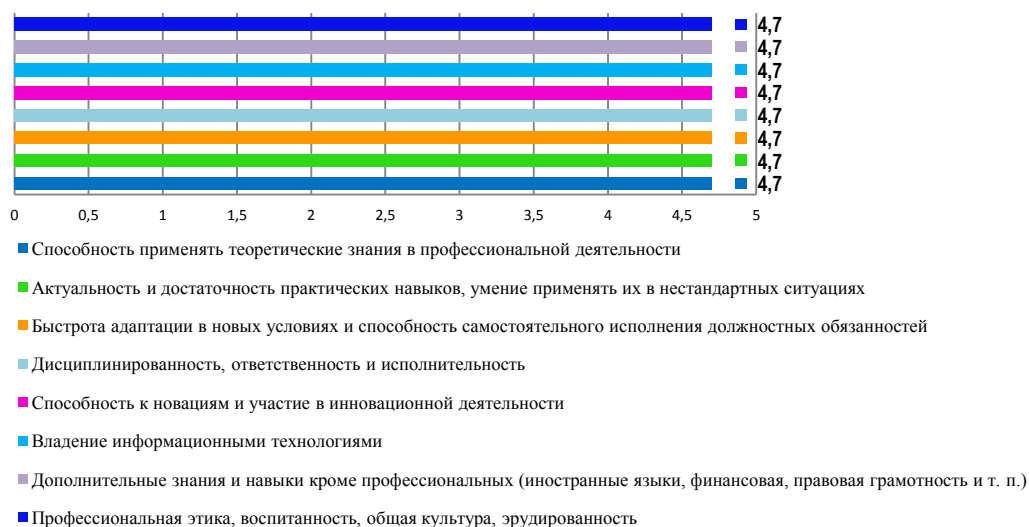 4,7
4,7
4,7
4,7
4,7
4,7
4,7
4,7
0 0,5 1 1,5 2 2,5 3 3,5 4 4,5 5
Способность применять теоретические знания в профессиональной деятельности
Актуальность и достаточность практических навыков, умение применять их в нестандартных ситуациях
Быстрота адаптации в новых условиях и способность самостоятельного исполнения должностных обязанностей
Дисциплинированность, ответственность и исполнительность
Способность к новациям и участие в инновационной деятельности
Владение информационными технологиями
Дополнительные знания и навыки кроме профессиональных (иностранные языки, финансовая, правовая грамотность и т. п.)
Профессиональная этика, воспитанность, общая культура, эрудированность